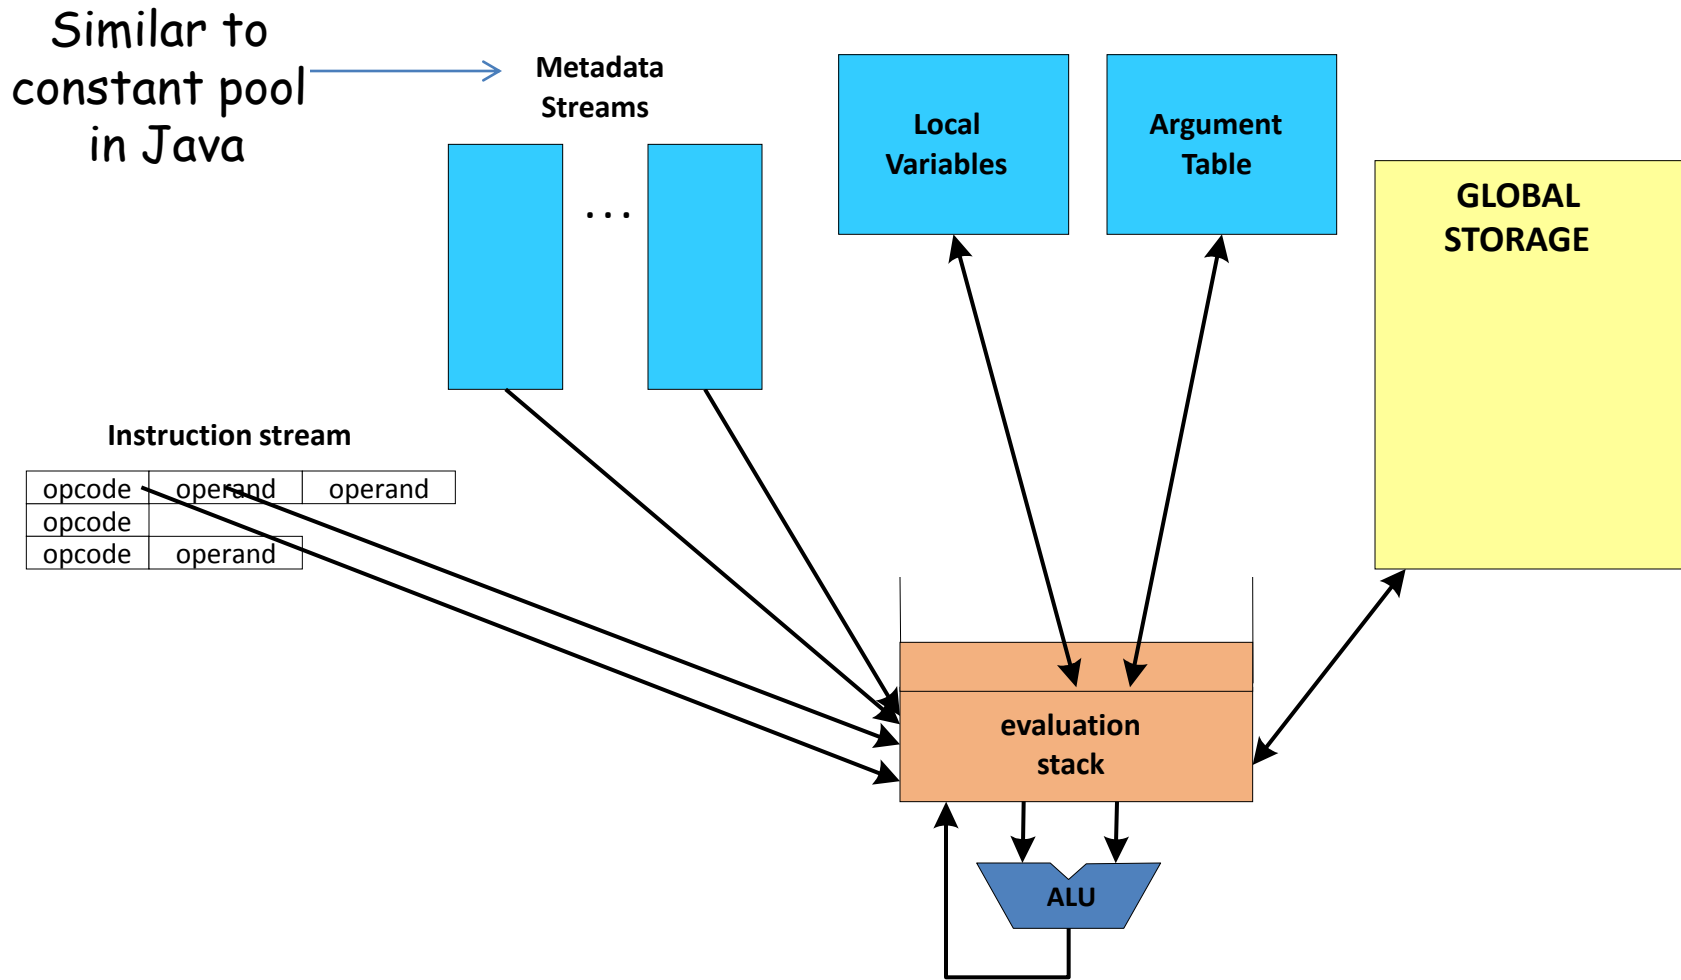 Similar to
constant pool
in Java
Metadata
Streams
...
Local
Variables
Argument
Table
GLOBAL
STORAGE
Instruction stream
opcode operand operand
opcode
opcode operand
evaluation
stack
ALU